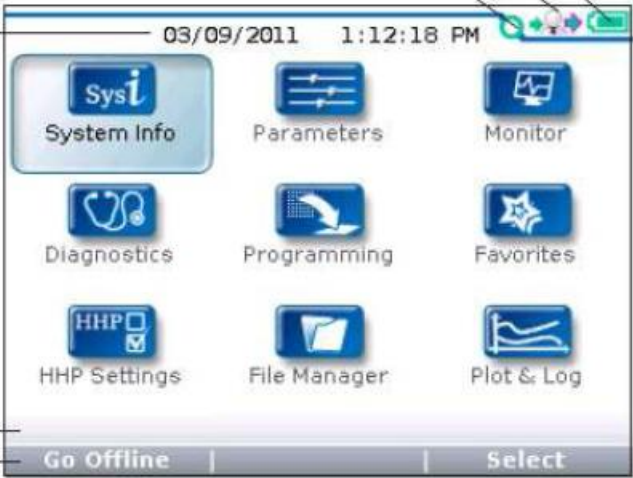 03/09/2011 1:12:18 PM
Sysi
System Info
Parameters
Monitor
Diagnostics
Programming
Favorites
HHP
HHP Settings
File Manager
Plot & Log
Go Offline | | Select